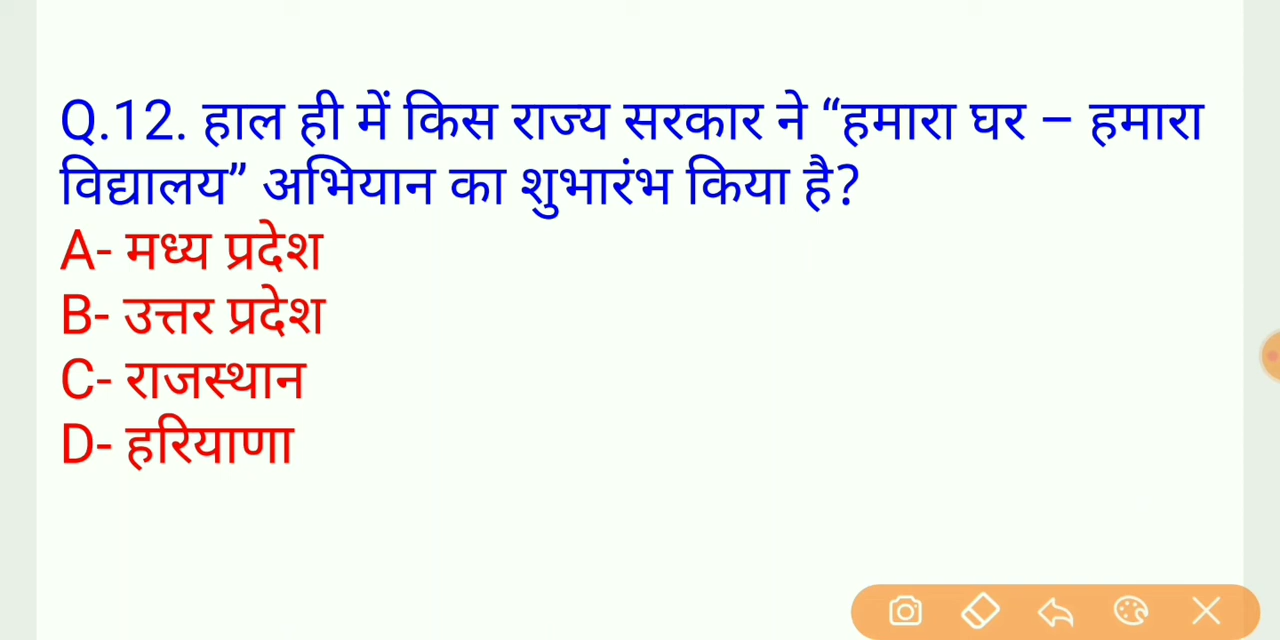 Q.12. हाल ही में किस राज्य सरकार ने “हमारा घर – हमारा
विद्यालय” अभियान का शुभारंभ किया है?
A- मध्य प्रदेश
B- उत्तर प्रदेश
C- राजस्थान
D- हरियाणा